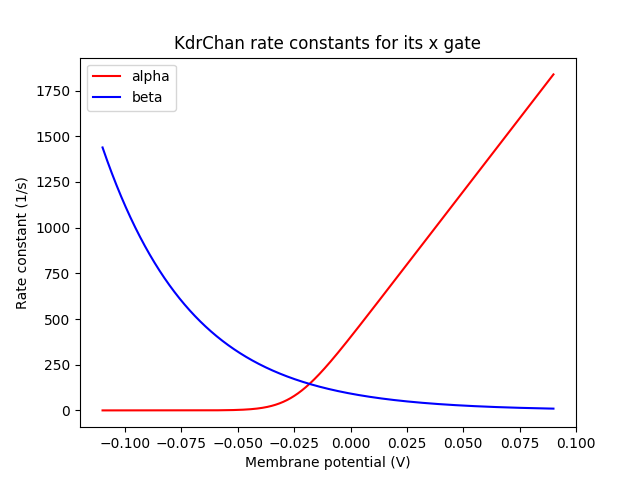 KdrChan rate constants for its x gate
alpha
beta
Rate constant (1/s)
1750
1500
1250
1000
750
500
250
0
−0.100 −0.075 −0.050 −0.025 0.000 0.025 0.050 0.075 0.100
Membrane potential (V)